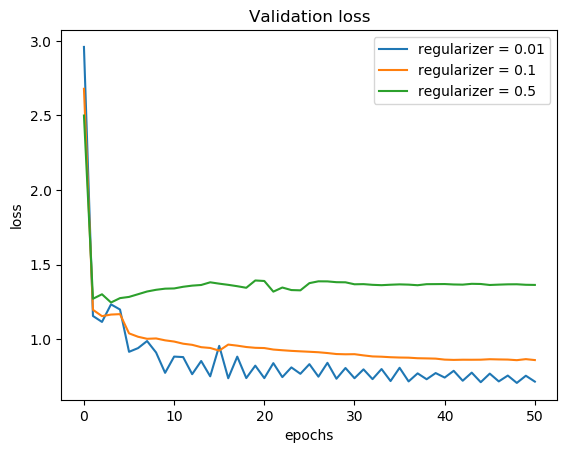 Validation loss
3.0
2.5
2.0
1.5
1.0
loss
regularizer = 0.01
regularizer = 0.1
regularizer = 0.5
0 10 20 30 40 50
epochs